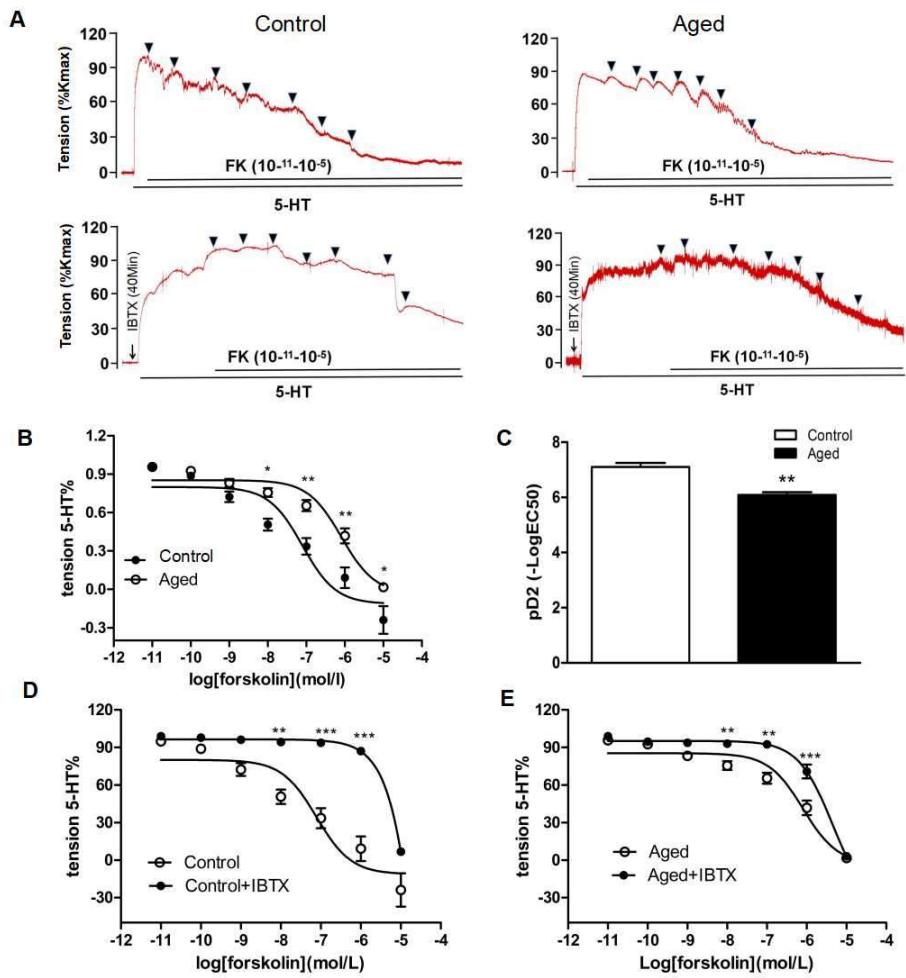 A
Control
Aged
Tension (%Kmax)
120
90
60
30
0
FK (10-11-10-5)
5-HT
Tension (%Kmax)
120
90
60
30
0
FK (10-11-10-5)
5-HT
Tension (%Kmax)
120
90
60
30
0
IBTX (40Min)
FK (10-11-10-5)
5-HT
Tension (%Kmax)
120
90
60
30
0
IBTX (40Min)
FK (10-11-10-5)
5-HT
B
tension 5-HT%
1.2
0.9
0.6
0.3
0.0
-0.3
* ** ** *
Control
Aged
-12 -11 -10 -9 -8 -7 -6 -5 -4
log[forskolin](mol/l)
C
pD2 (-LogEC50)
8
6
4
2
0
Control
Aged
**
D
tension 5-HT%
120
90
60
30
0
-30
** *** ***
Control
Control+IBTX
-12 -11 -10 -9 -8 -7 -6 -5 -4
log[forskolin](mol/L)
E
tension 5-HT%
120
90
60
30
0
-30
** ** ***
Aged
Aged+IBTX
-12 -11 -10 -9 -8 -7 -6 -5 -4
Log[forskolin](mol/L)